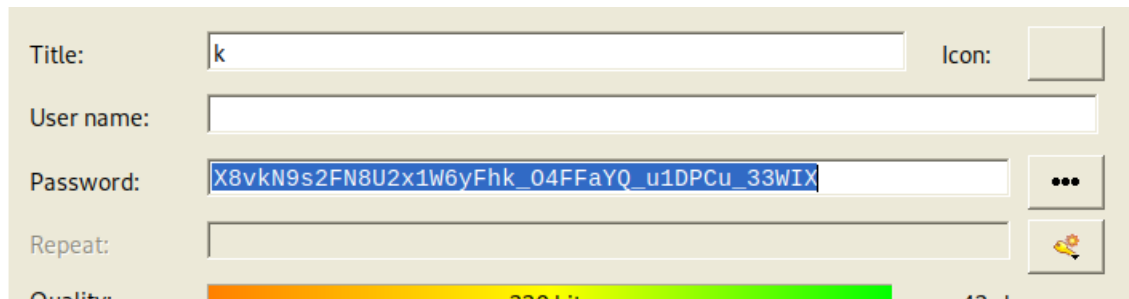 Title: k Icon:
User name:
Password: X8vkN9s2FN8U2x1W6yFhk_O4FFaYQ_u1DPCu_33WIX
Repeat: